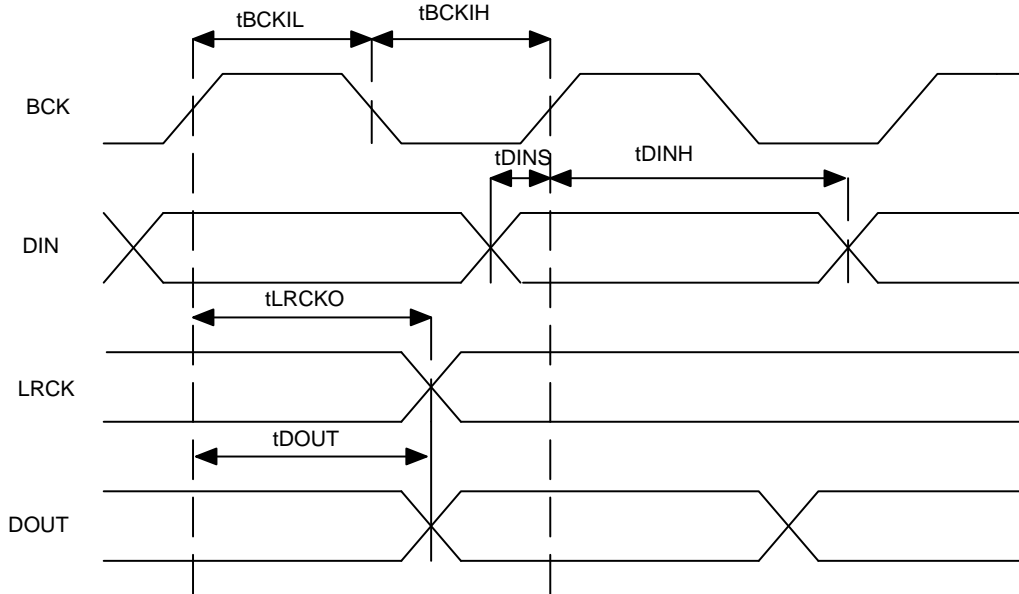 tBCKIL
tBCKIH
BCK
tDINS
tDINH
DIN
tLRCKO
LRCK
tDOUT
DOUT